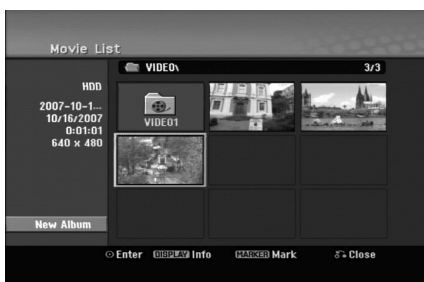 Movie List
VIDEO\ 3/3
HDD
2007-10-1...
10/16/2007
0:01:01
640 x 480
VIDEO1
New Album
Enter DISPLAY Info MARKER Mark Close